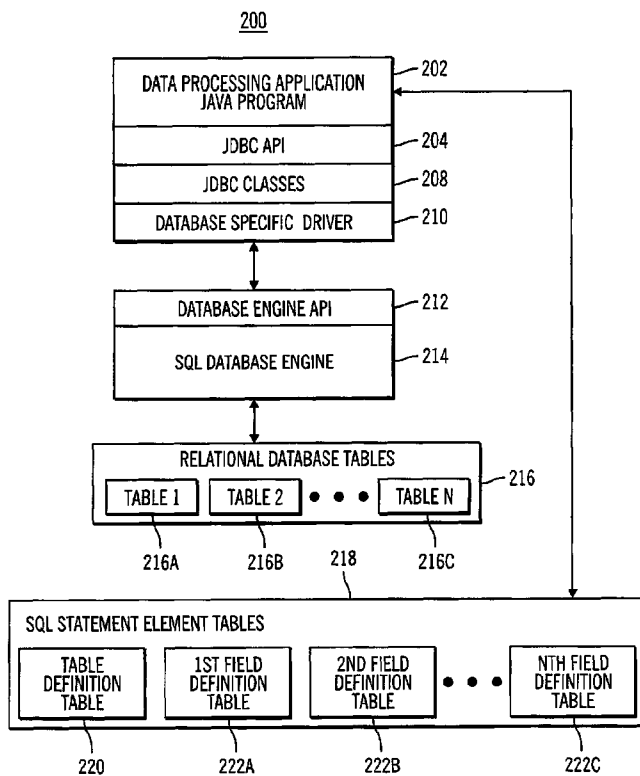 200
DATA PROCESSING APPLICATION
JAVA PROGRAM
202
JDBC API
204
JDBC CLASSES
208
DATABASE SPECIFIC DRIVER
210
DATABASE ENGINE API
212
SQL DATABASE ENGINE
214
RELATIONAL DATABASE TABLES
216
TABLE 1
TABLE 2
TABLE N
216A
216B
216C
218
SQL STATEMENT ELEMENT TABLES
TABLE
DEFINITION
TABLE
1ST FIELD
DEFINITION
TABLE
2ND FIELD
DEFINITION
TABLE
NTH FIELD
DEFINITION
TABLE
220
222A
222B
222C